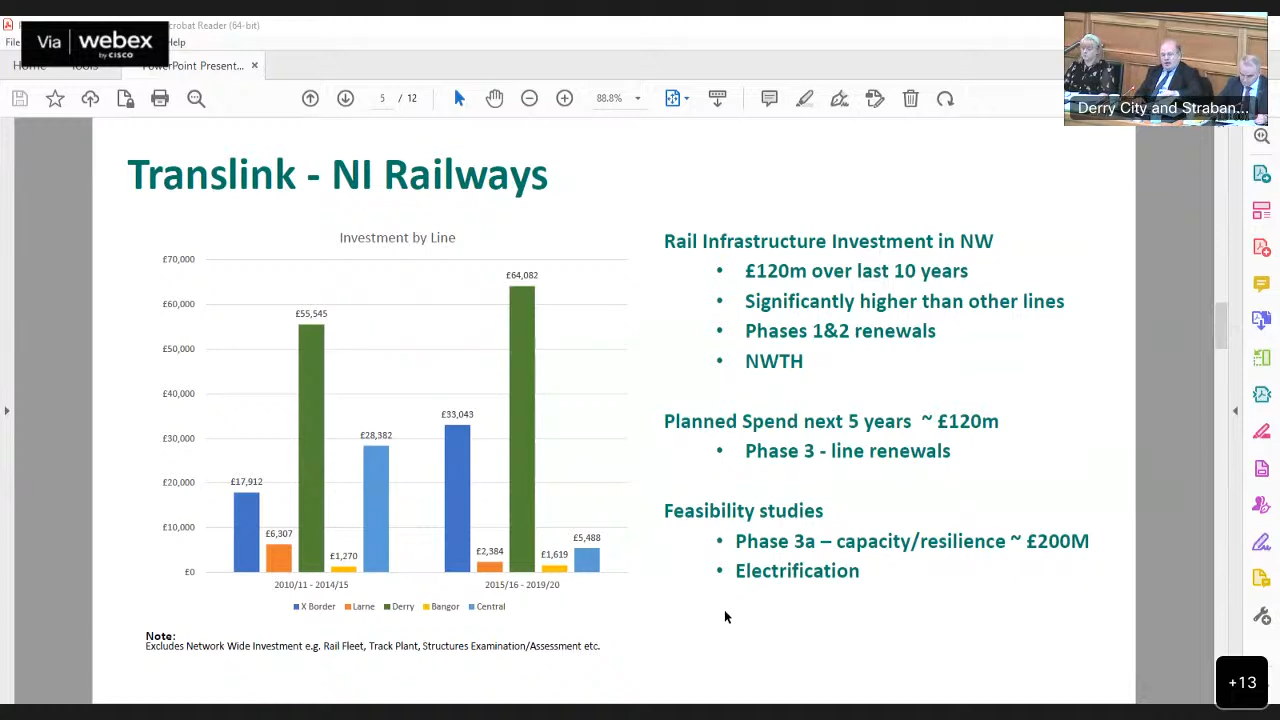 Via webex
by CISCO
crobat Reader (64-bit)
File
Help
Home
Tools
PowerPoint Present...
5 / 12
88.8%
Derry City and Straban...
Translink - NI Railways
Investment by Line
£70,000
£60,000
£50,000
£40,000
£30,000
£20,000
£10,000
£0
£17,912
£6,307
£55,545
£1,270
£28,382
£33,043
£2,384
£64,082
£1,619
£5,488
2010/11 - 2014/15
2015/16 - 2019/20
X Border
Larne
Derry
Bangor
Central
Note:
Excludes Network Wide Investment e.g. Rail Fleet, Track Plant, Structures Examination/Assessment etc.
Rail Infrastructure Investment in NW
• £120m over last 10 years
• Significantly higher than other lines
• Phases 1&2 renewals
• NWTH
Planned Spend next 5 years ~ £120m
• Phase 3 - line renewals
Feasibility studies
• Phase 3a – capacity/resilience ~ £200M
• Electrification
+13